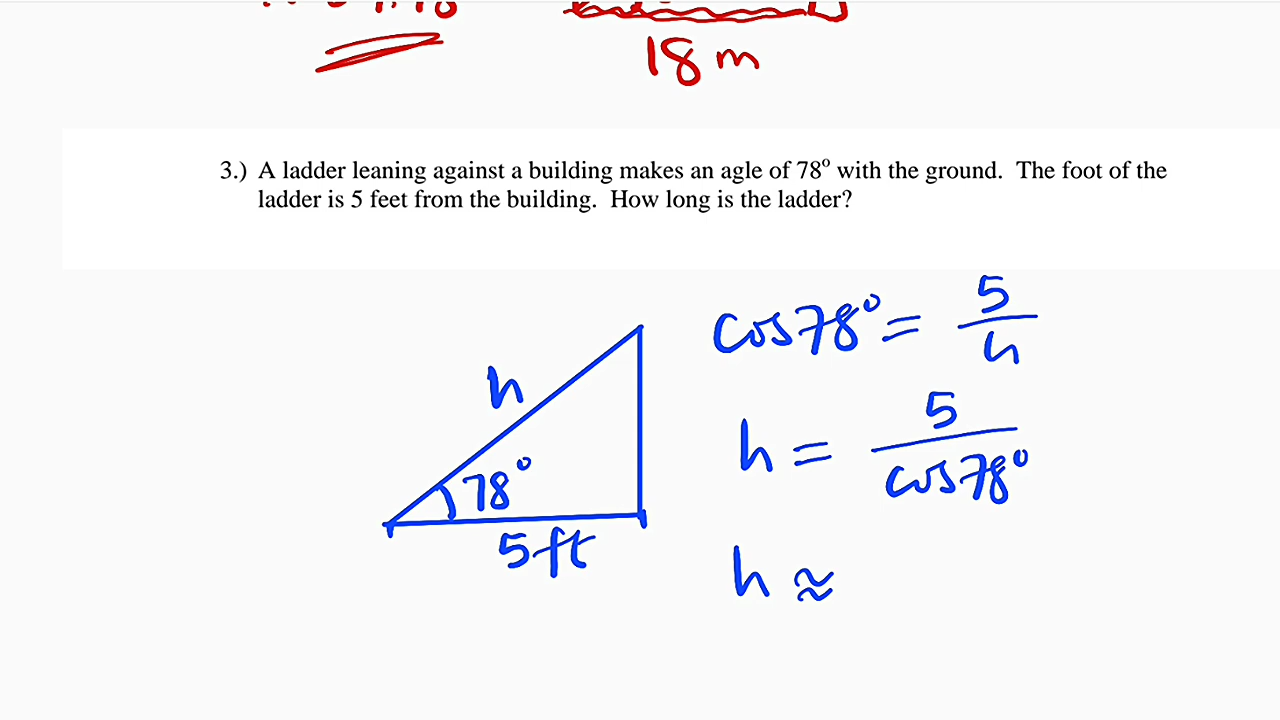 18 m
3.) A ladder leaning against a building makes an agle of 78° with the ground. The foot of the
ladder is 5 feet from the building. How long is the ladder?
cos78° = 5/h
h
h = 5/cos78°
78°
5ft
h ≈